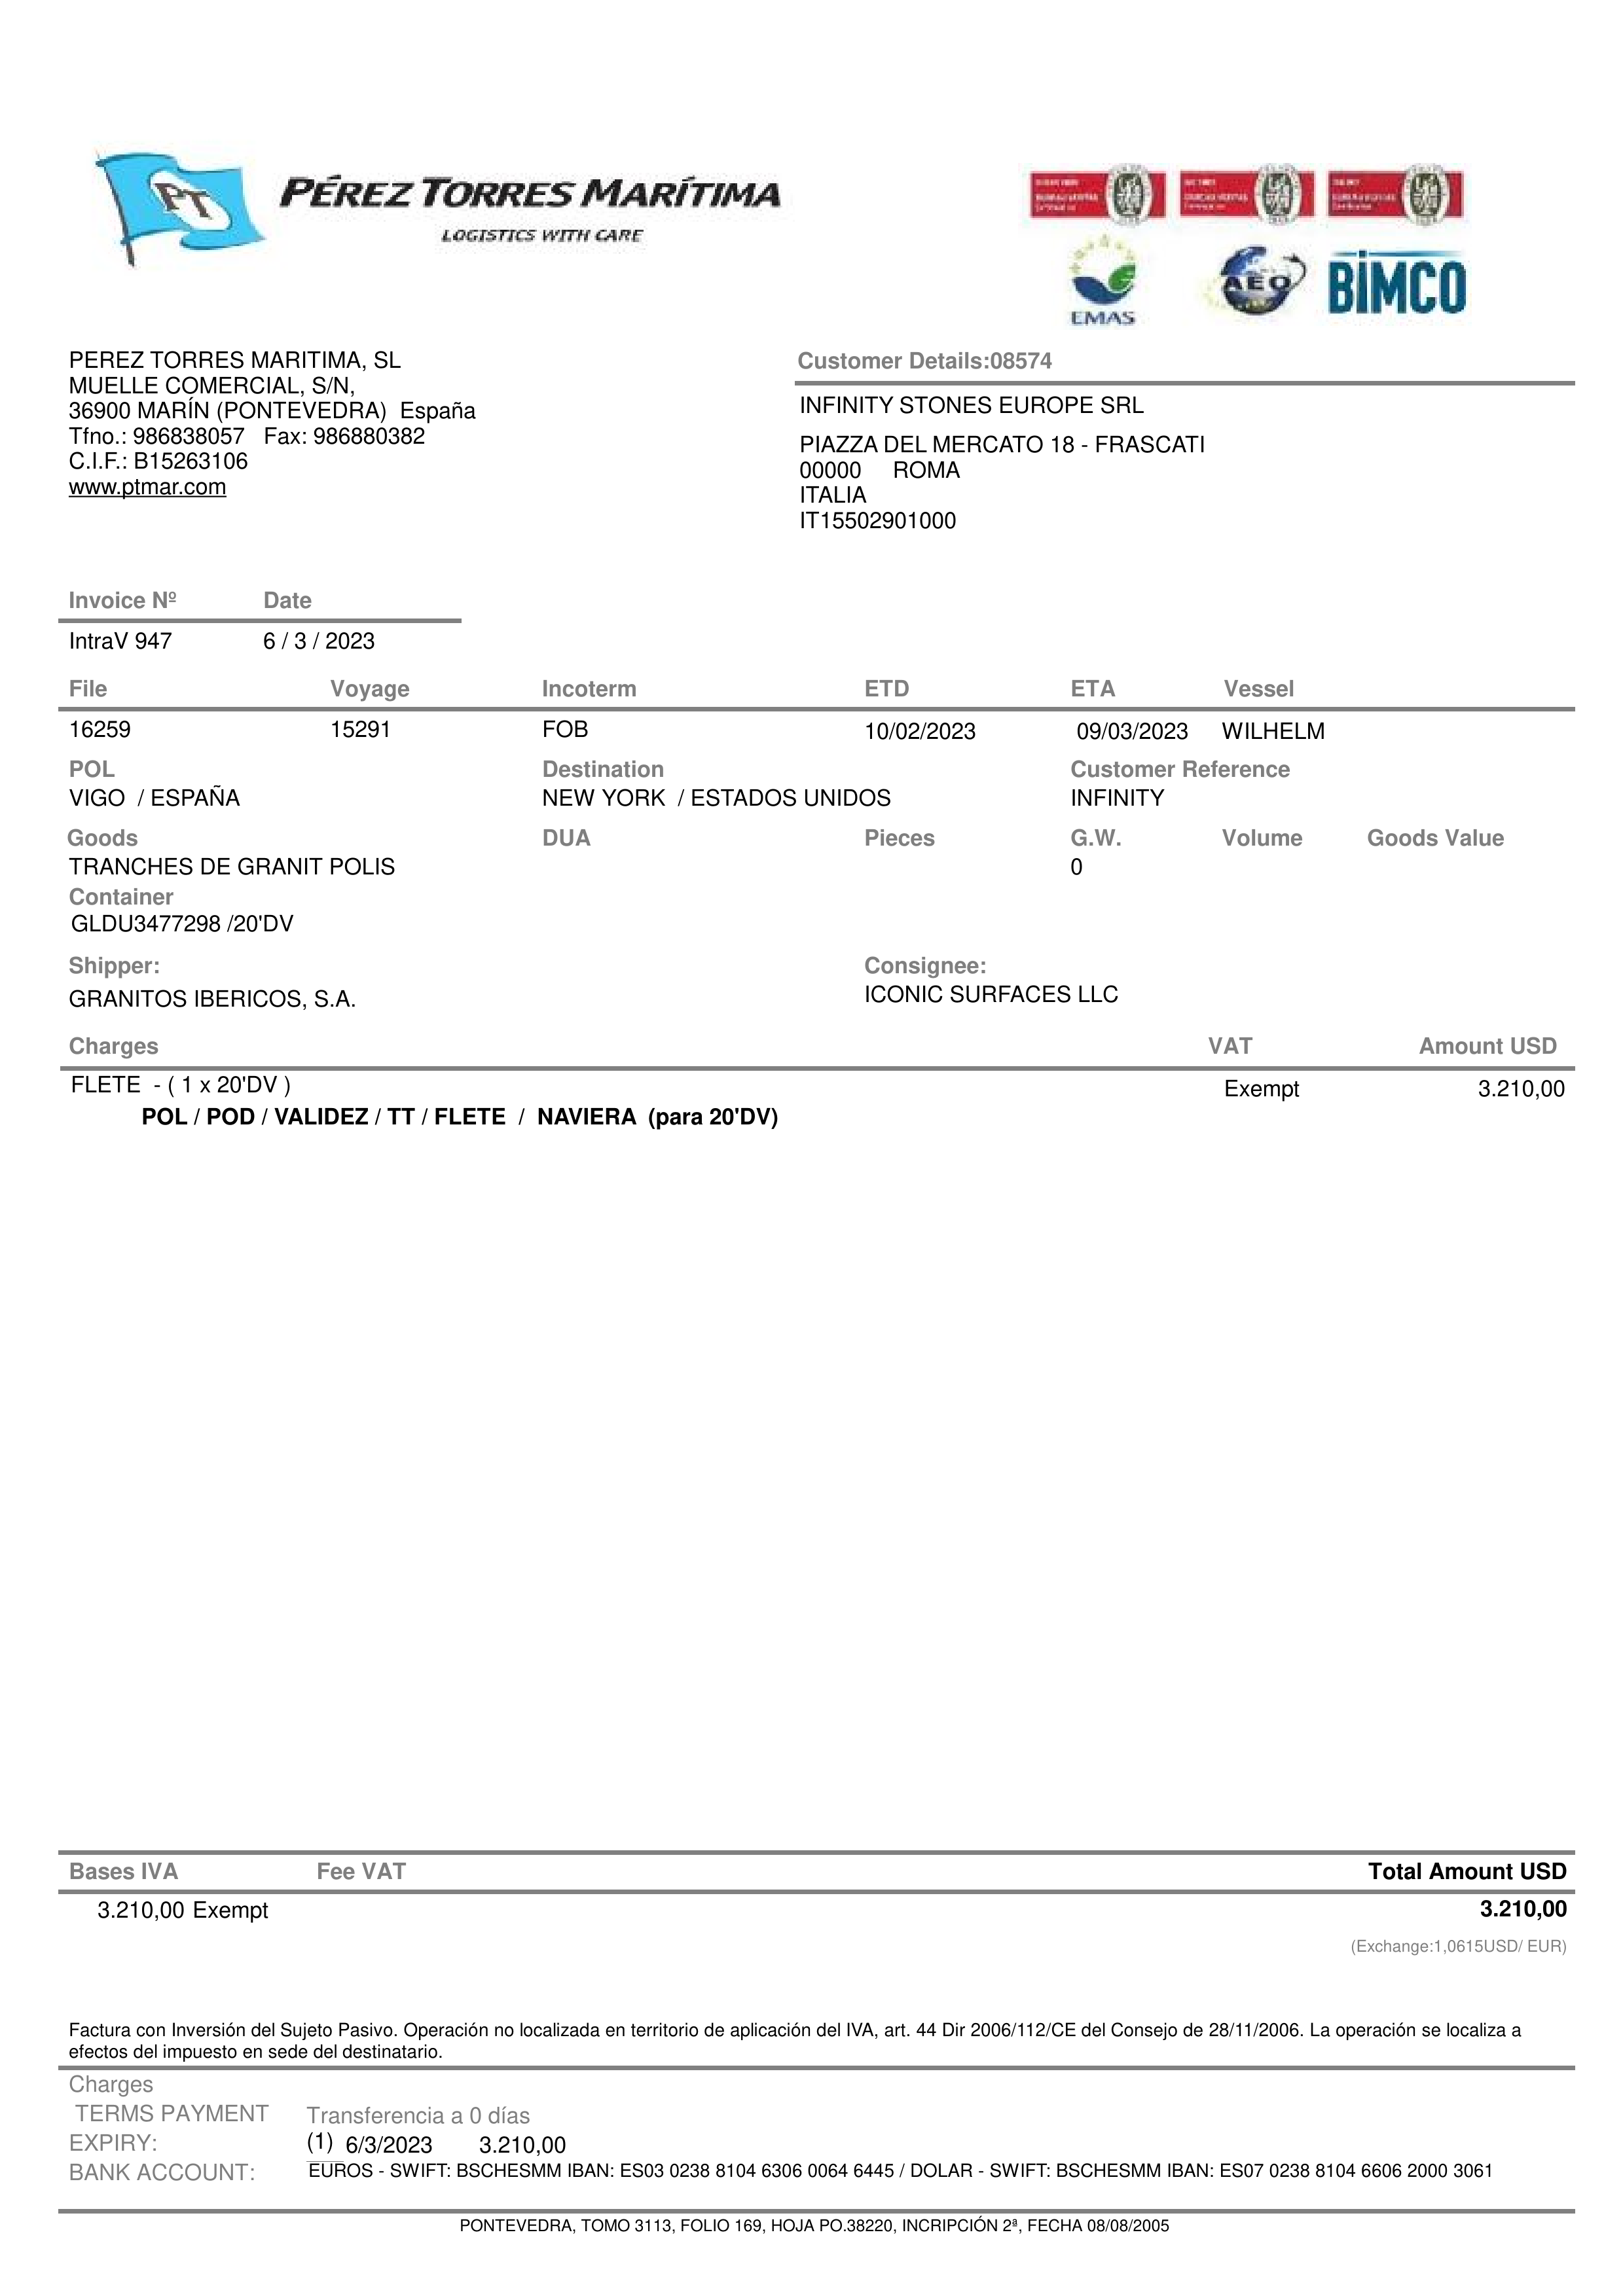 PT PÉREZ TORRES MARÍTIMA
LOGISTICS WITH CARE
EMAS AEO BIMCO
PEREZ TORRES MARITIMA, SL
MUELLE COMERCIAL, S/N,
36900 MARÍN (PONTEVEDRA) España
Tfno.: 986838057 Fax: 986880382
C.I.F.: B15263106
www.ptmar.com
Customer Details:08574
INFINITY STONES EUROPE SRL
PIAZZA DEL MERCATO 18 - FRASCATI
00000 ROMA
ITALIA
IT15502901000
Invoice Nº Date
IntraV 947 6 / 3 / 2023
File Voyage Incoterm ETD ETA Vessel
16259 15291 FOB 10/02/2023 09/03/2023 WILHELM
POL Destination Customer Reference
VIGO / ESPAÑA NEW YORK / ESTADOS UNIDOS INFINITY
Goods DUA Pieces G.W. Volume Goods Value
TRANCHES DE GRANIT POLIS 0
Container
GLDU3477298 /20'DV
Shipper: Consignee:
GRANITOS IBERICOS, S.A. ICONIC SURFACES LLC
Charges VAT Amount USD
FLETE - ( 1 x 20'DV ) Exempt 3.210,00
POL / POD / VALIDEZ / TT / FLETE / NAVIERA (para 20'DV)
Bases IVA Fee VAT Total Amount USD
3.210,00 Exempt 3.210,00
(Exchange:1,0615USD/ EUR)
Factura con Inversión del Sujeto Pasivo. Operación no localizada en territorio de aplicación del IVA, art. 44 Dir 2006/112/CE del Consejo de 28/11/2006. La operación se localiza a
efectos del impuesto en sede del destinatario.
Charges
TERMS PAYMENT Transferencia a 0 días
EXPIRY: (1) 6/3/2023 3.210,00
BANK ACCOUNT: EUROS - SWIFT: BSCHESMM IBAN: ES03 0238 8104 6306 0064 6445 / DOLAR - SWIFT: BSCHESMM IBAN: ES07 0238 8104 6606 2000 3061
PONTEVEDRA, TOMO 3113, FOLIO 169, HOJA PO.38220, INCRIPCIÓN 2ª, FECHA 08/08/2005